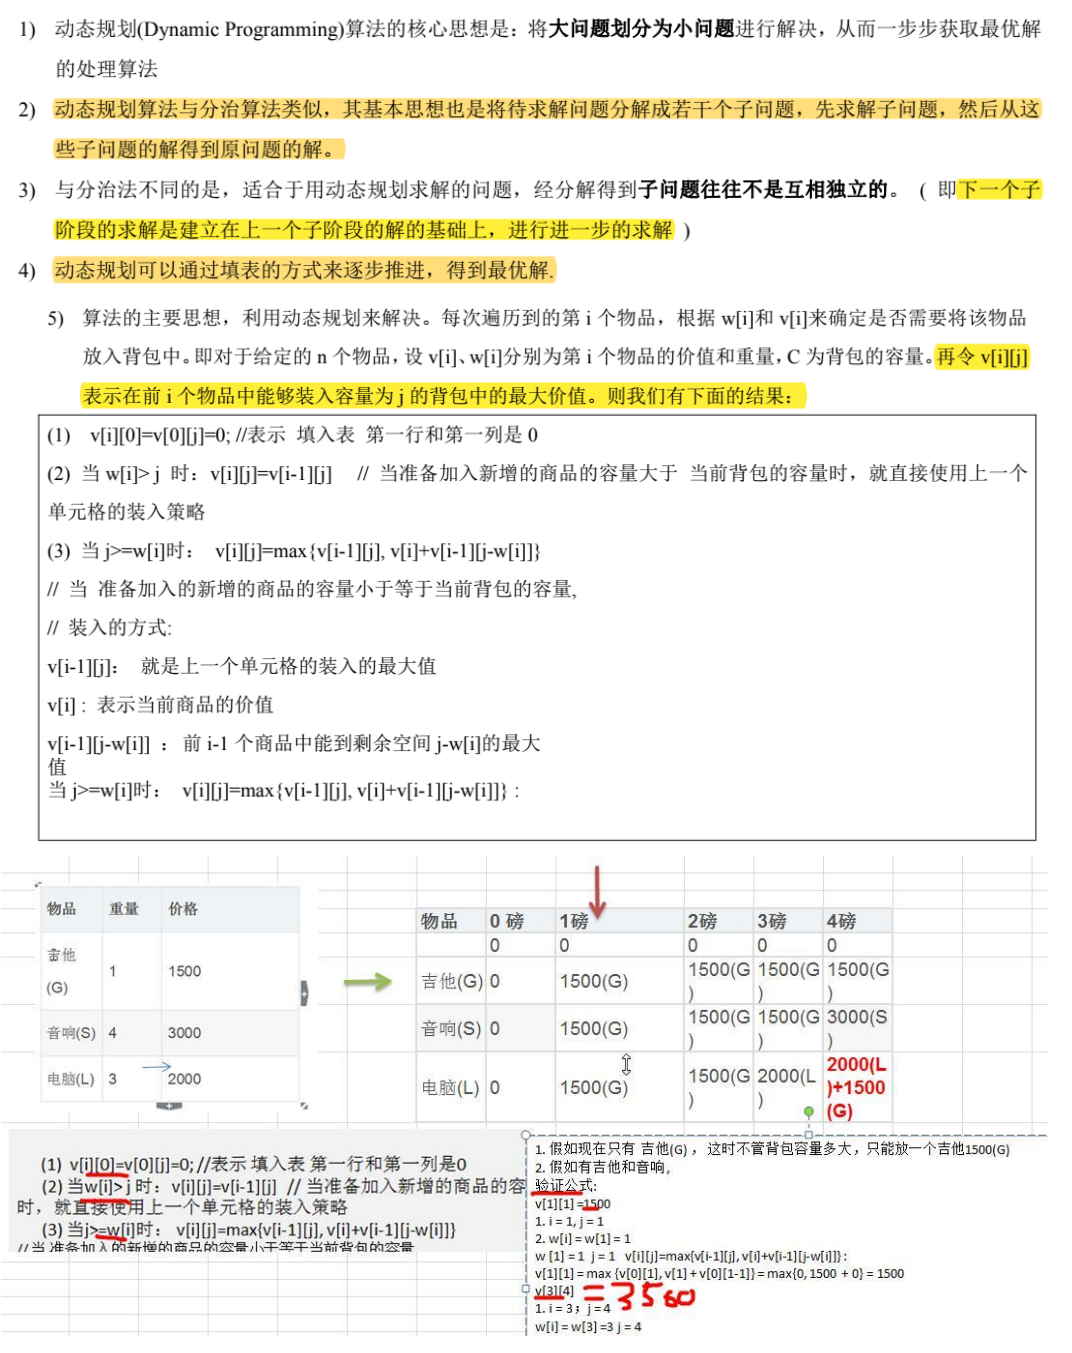 1) 动态规划(Dynamic Programming)算法的核心思想是：将大问题划分为小问题进行解决，从而一步步获取最优解
的处理算法
2) 动态规划算法与分治算法类似，其基本思想也是将待求解问题分解成若干个子问题，先求解子问题，然后从这
些子问题的解得到原问题的解。
3) 与分治法不同的是，适合于用动态规划求解的问题，经分解得到子问题往往不是互相独立的。 ( 即下一个子
阶段的求解是建立在上一个子阶段的解的基础上，进行进一步的求解 )
4) 动态规划可以通过填表的方式来逐步推进，得到最优解.
5) 算法的主要思想，利用动态规划来解决。每次遍历到的第 i 个物品，根据 w[i]和 v[i]来确定是否需要将该物品
放入背包中。即对于给定的 n 个物品，设 v[i]、w[i]分别为第 i 个物品的价值和重量，C 为背包的容量。再令 v[i][j]
表示在前 i 个物品中能够装入容量为 j 的背包中的最大价值。则我们有下面的结果：
(1) v[i][0]=v[0][j]=0; //表示 填入表 第一行和第一列是 0
(2) 当 w[i]> j 时：v[i][j]=v[i-1][j] // 当准备加入新增的商品的容量大于 当前背包的容量时，就直接使用上一个
单元格的装入策略
(3) 当 j>=w[i]时： v[i][j]=max{v[i-1][j], v[i]+v[i-1][j-w[i]]}
// 当 准备加入的新增的商品的容量小于等于当前背包的容量,
// 装入的方式:
v[i-1][j]： 就是上一个单元格的装入的最大值
v[i] : 表示当前商品的价值
v[i-1][j-w[i]] ： 前 i-1 个商品中能到剩余空间 j-w[i]的最大
值
当 j>=w[i]时： v[i][j]=max{v[i-1][j], v[i]+v[i-1][j-w[i]]} :
物品 重量 价格
吉他
(G) 1 1500
音响(S) 4 3000
电脑(L) 3 2000
物品 0 磅 1磅 2磅 3磅 4磅
0 0 0 0 0
吉他(G) 0 1500(G) 1500(G) 1500(G) 1500(G)
音响(S) 0 1500(G) 1500(G) 1500(G) 3000(S)
电脑(L) 0 1500(G) 1500(G) 2000(L) 2000(L)+1500(G)
(1) v[i][0]=v[0][j]=0; //表示 填入表 第一行和第一列是0
(2) 当w[i]> j 时：v[i][j]=v[i-1][j] // 当准备加入新增的商品的容
时，就直接使用上一个单元格的装入策略
(3) 当j>=w[i]时： v[i][j]=max{v[i-1][j], v[i]+v[i-1][j-w[i]]}
//当 准备加入的新增的商品的容量小于等于当前背包的容量
1. 假如现在只有 吉他(G) ，这时不管背包容量多大，只能放一个吉他1500(G)
2. 假如有吉他和音响,
验证公式:
v[1][1] =1500
1. i = 1, j = 1
2. w[i] = w[1] = 1
w [1] = 1 j = 1 v[i][j]=max{v[i-1][j], v[i]+v[i-1][j-w[i]]} :
v[1][1] = max {v[0][1], v[1] + v[0][1-1]} = max{0, 1500 + 0} = 1500
v[3][4] = 3500
1. i = 3；j = 4
w[i] = w[3] =3 j = 4